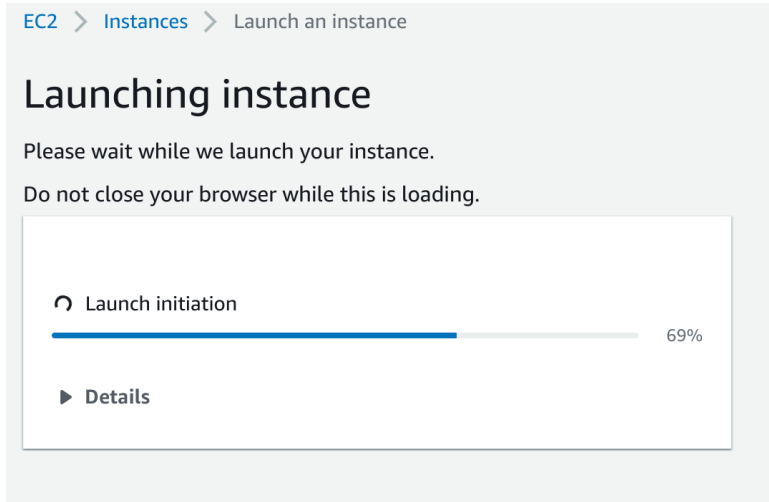 EC2 > Instances > Launch an instance
Launching instance
Please wait while we launch your instance.
Do not close your browser while this is loading.
Launch initiation
69%
Details